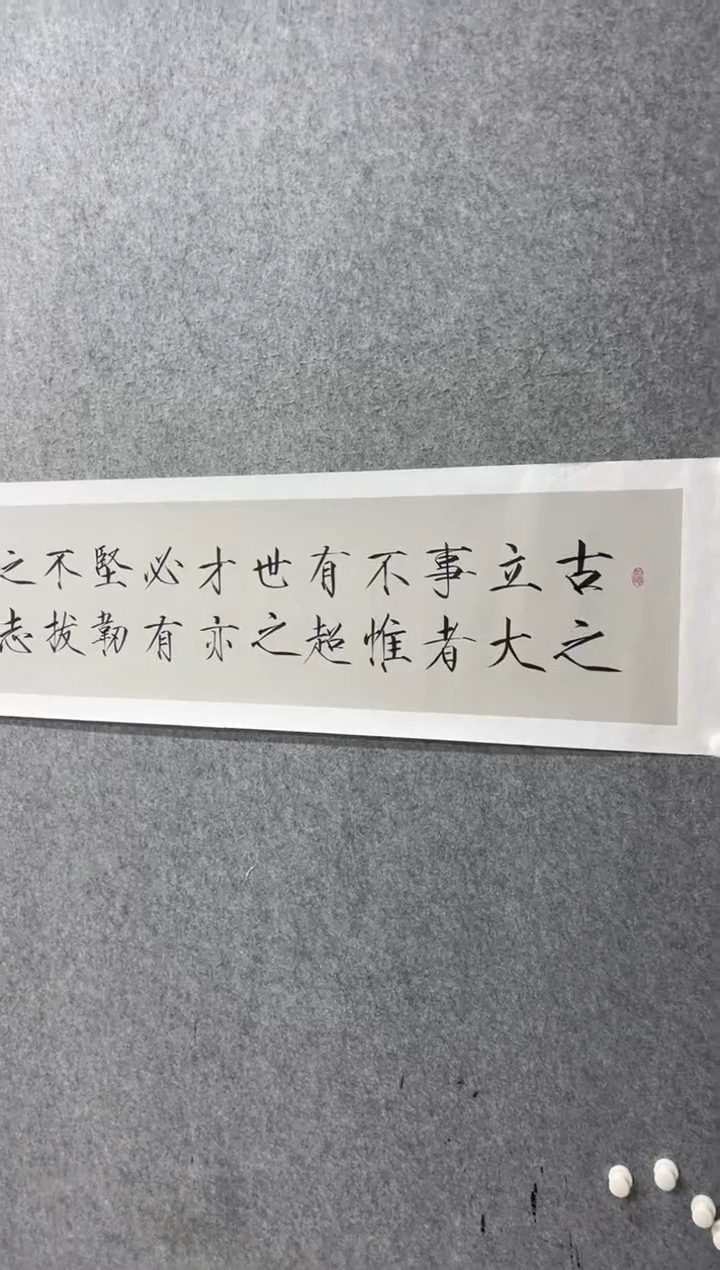 古之
立大
事者
不惟
有超
世之
才亦
必有
堅韌
不拔
之志